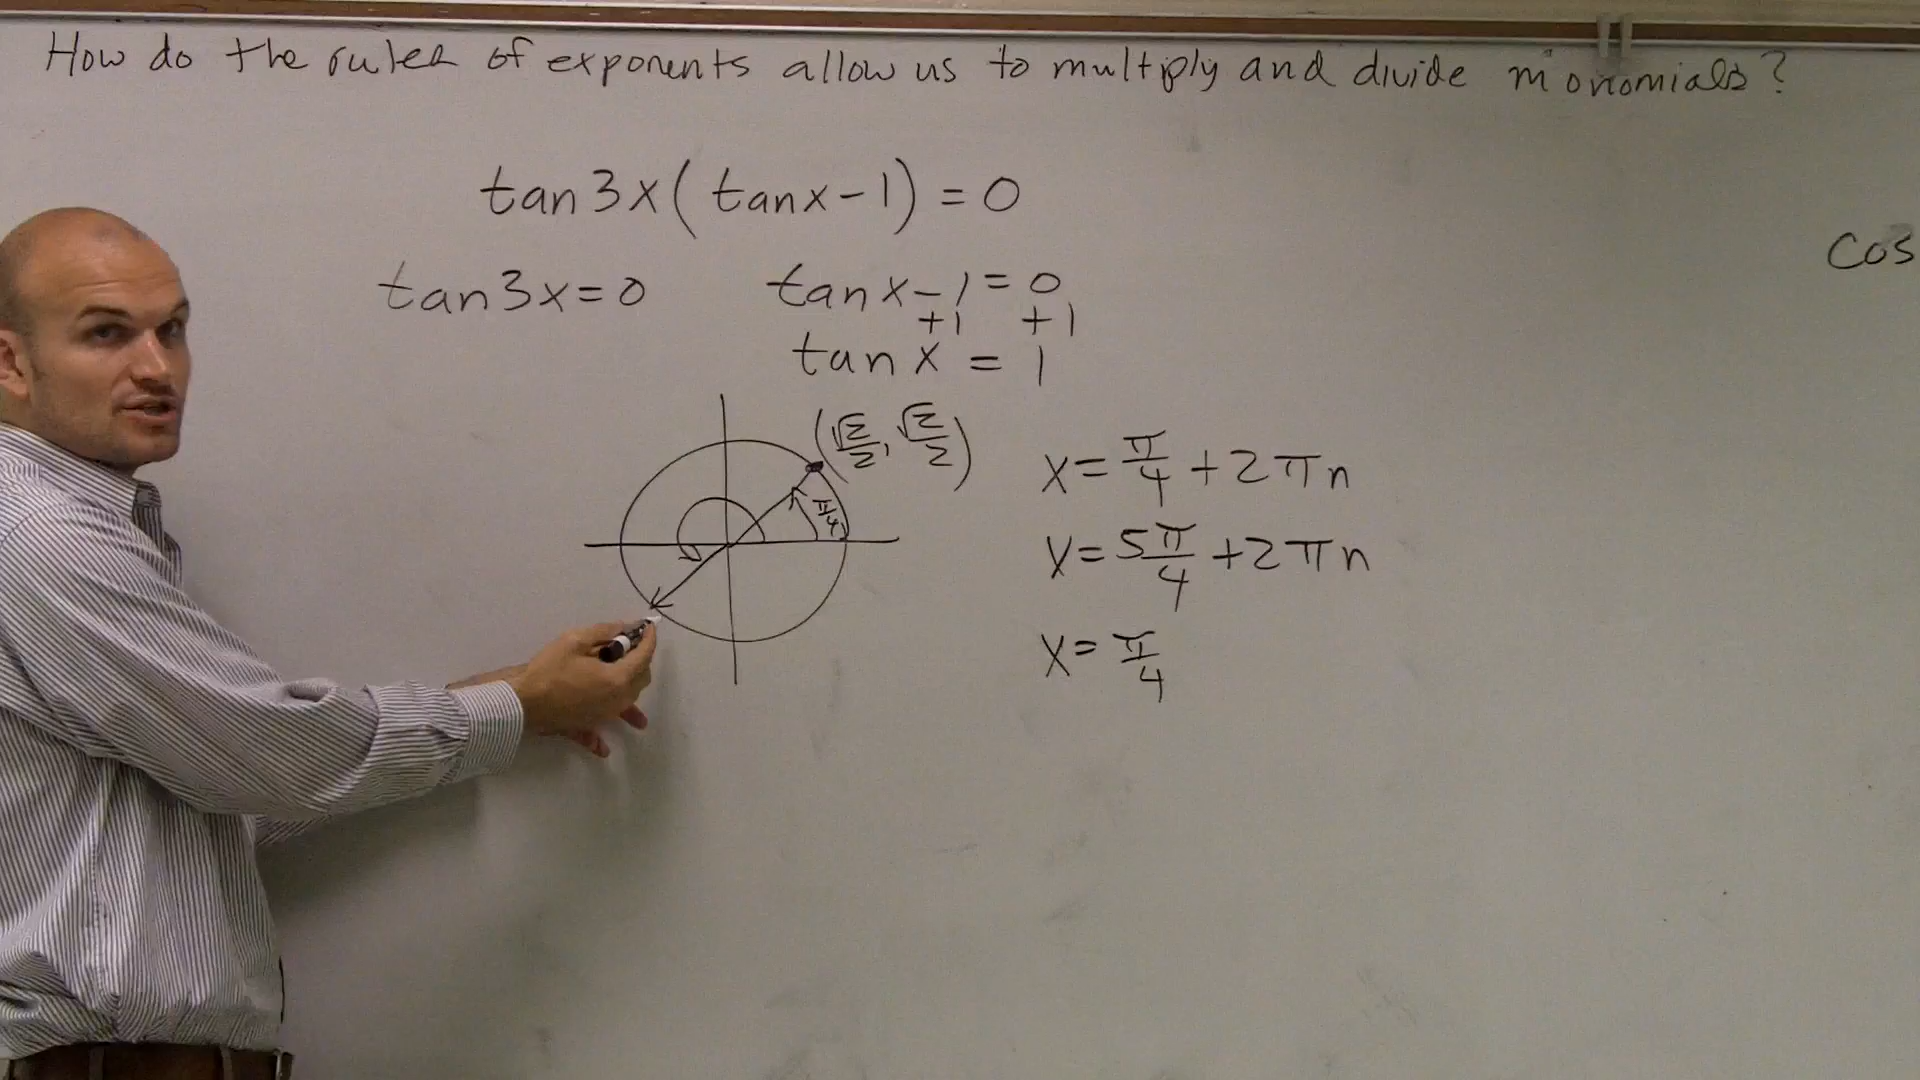 How do the rules of exponents allow us to multiply and divide monomials?
tan3x(tanx-1)=0
cos
tan3x=0
tanx-1=0
+1 +1
tanx = 1
(√2/2, √2/2)
π/4
x=π/4+2πn
x=5π/4+2πn
x=π/4